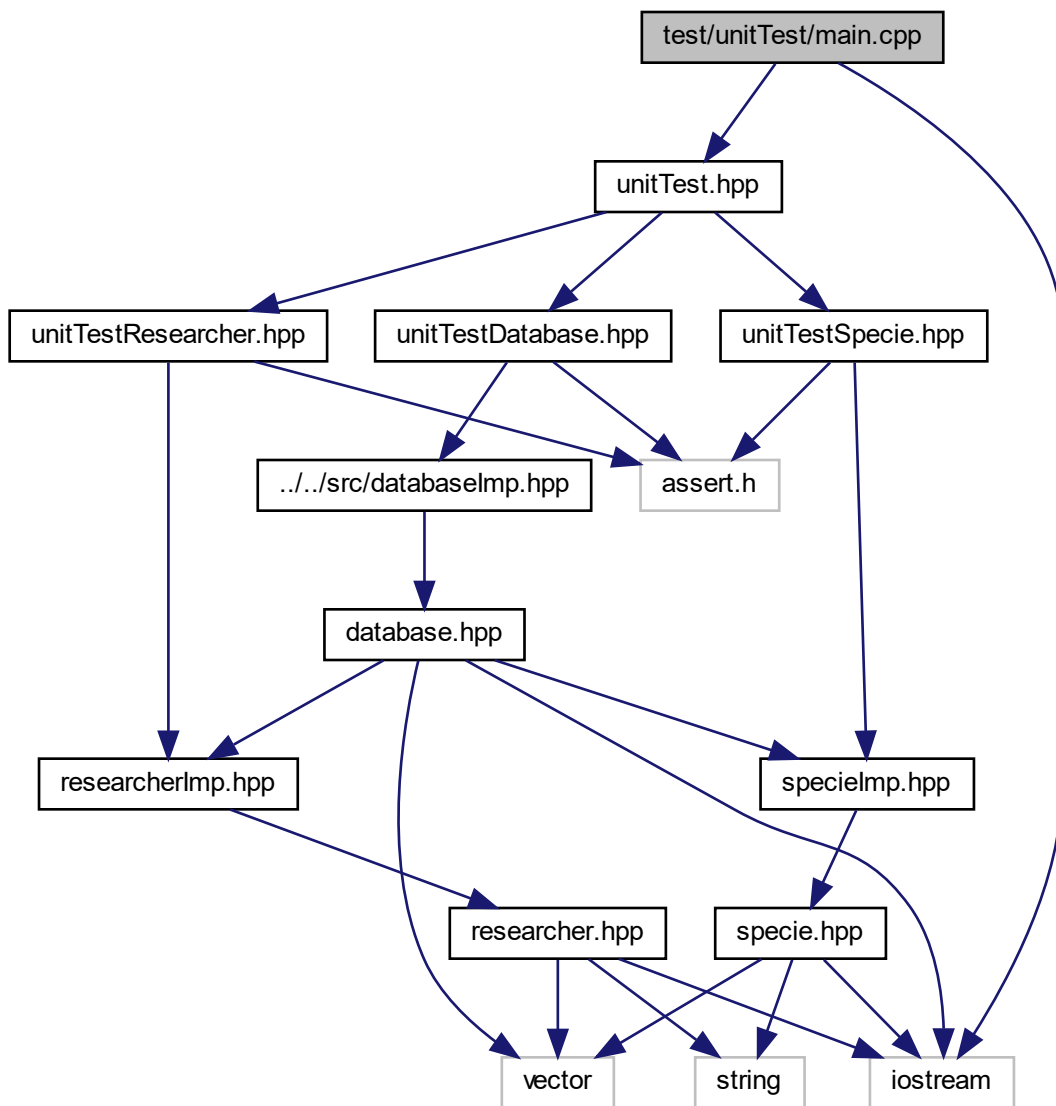 test/unitTest/main.cpp
unitTest.hpp
unitTestResearcher.hpp
unitTestDatabase.hpp
unitTestSpecie.hpp
../../src/databaseImp.hpp
assert.h
database.hpp
researcherImp.hpp
specieImp.hpp
researcher.hpp
specie.hpp
vector
string
iostream